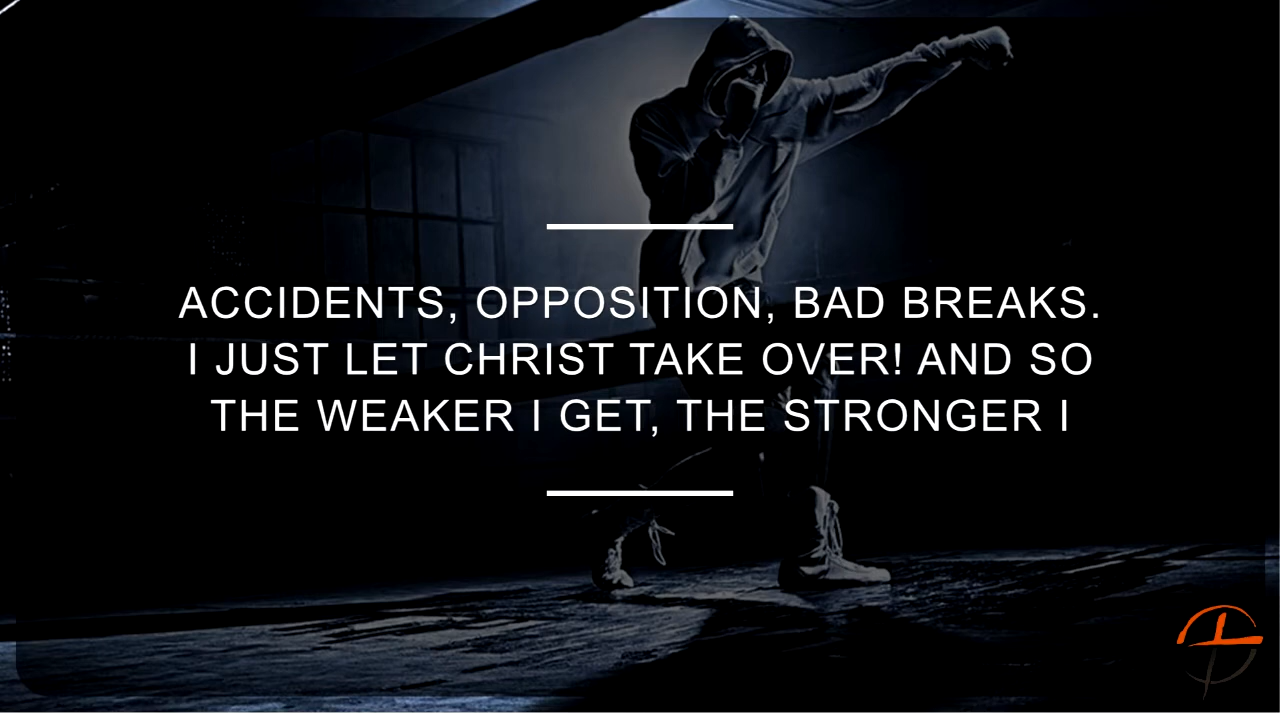 ACCIDENTS, OPPOSITION, BAD BREAKS.
I JUST LET CHRIST TAKE OVER! AND SO
THE WEAKER I GET, THE STRONGER I